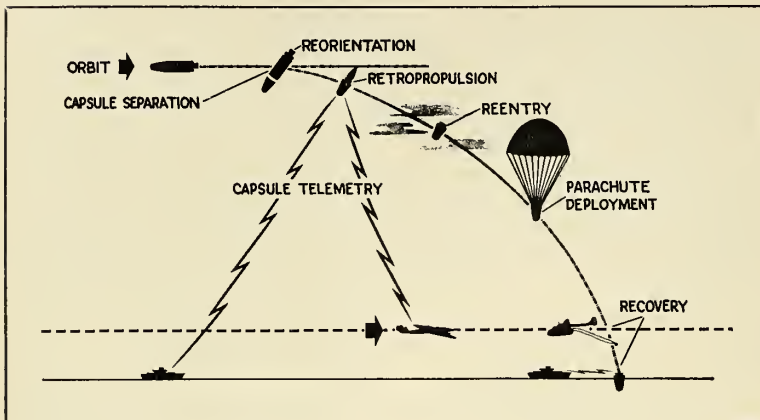 REORIENTATION
ORBIT
RETROPROPULSION
CAPSULE SEPARATION
REENTRY
CAPSULE TELEMETRY
PARACHUTE
DEPLOYMENT
RECOVERY